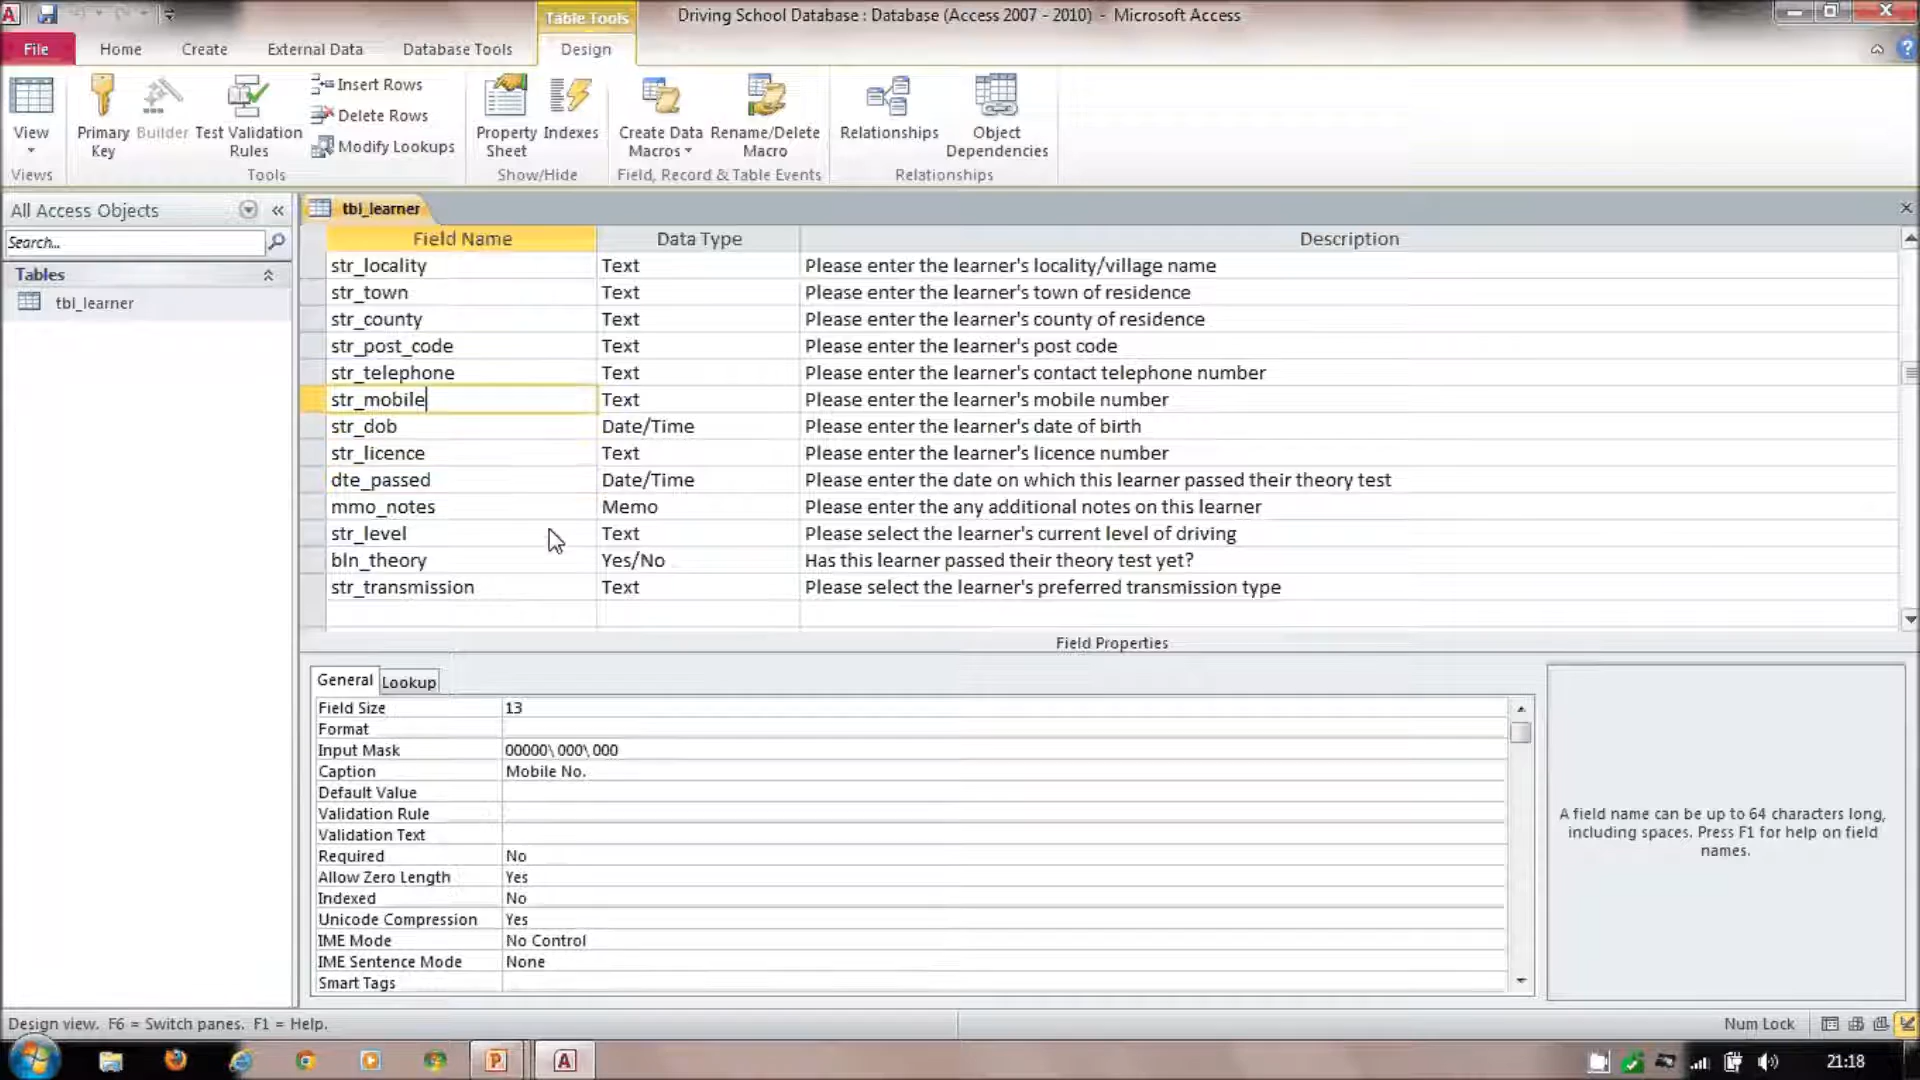 Table Tools
Driving School Database : Database (Access 2007 - 2010) - Microsoft Access
File Home Create External Data Database Tools Design
View
Primary Key
Builder
Test Validation Rules
Insert Rows
Delete Rows
Modify Lookups
Property Sheet
Indexes
Create Data Macros
Rename/Delete Macro
Relationships
Object Dependencies
Views Tools Show/Hide Field, Record & Table Events Relationships
All Access Objects
Search...
Tables
tbl_learner
tbl_learner
Field Name Data Type Description
str_locality Text Please enter the learner's locality/village name
str_town Text Please enter the learner's town of residence
str_county Text Please enter the learner's county of residence
str_post_code Text Please enter the learner's post code
str_telephone Text Please enter the learner's contact telephone number
str_mobile Text Please enter the learner's mobile number
str_dob Date/Time Please enter the learner's date of birth
str_licence Text Please enter the learner's licence number
dte_passed Date/Time Please enter the date on which this learner passed their theory test
mmo_notes Memo Please enter the any additional notes on this learner
str_level Text Please select the learner's current level of driving
bln_theory Yes/No Has this learner passed their theory test yet?
str_transmission Text Please select the learner's preferred transmission type
Field Properties
General Lookup
Field Size 13
Format
Input Mask 00000\ 000\ 000
Caption Mobile No.
Default Value
Validation Rule
Validation Text
Required No
Allow Zero Length Yes
Indexed No
Unicode Compression Yes
IME Mode No Control
IME Sentence Mode None
Smart Tags
A field name can be up to 64 characters long,
including spaces. Press F1 for help on field
names.
Design view. F6 = Switch panes. F1 = Help.
Num Lock
21:18